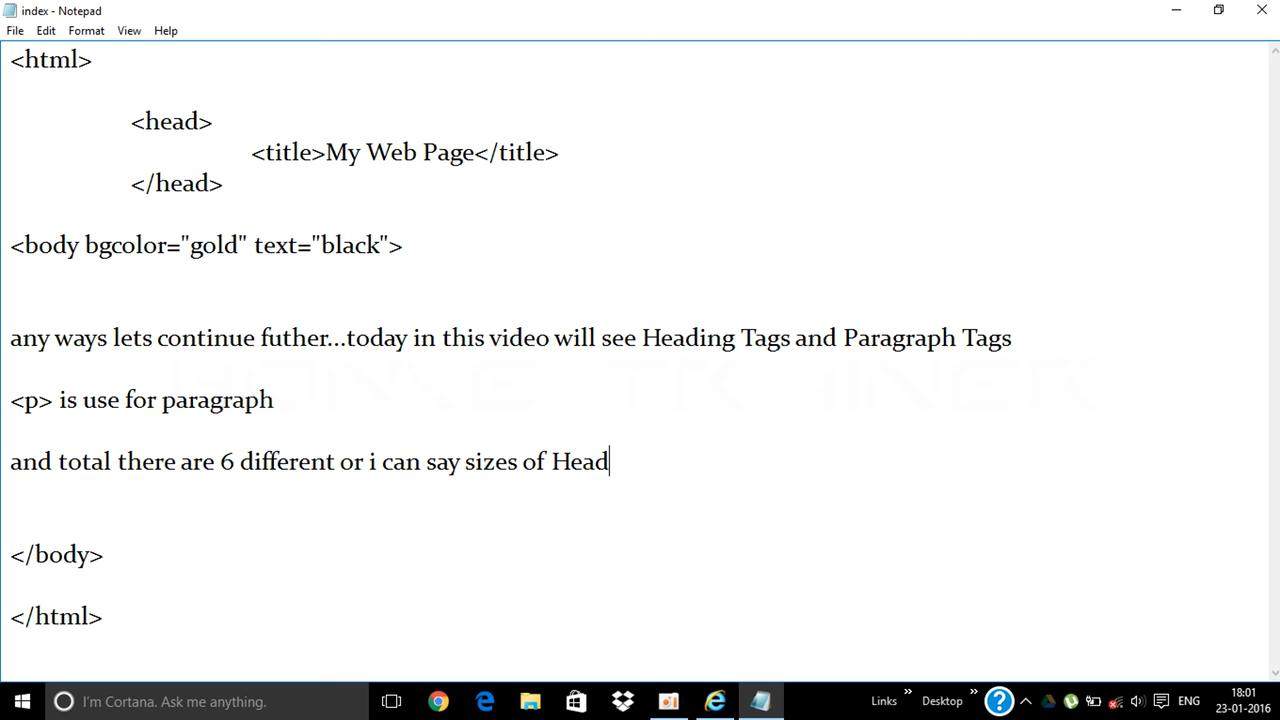 index - Notepad
File Edit Format View Help
<html>
<head>
<title>My Web Page</title>
</head>
<body bgcolor="gold" text="black">
any ways lets continue futher...today in this video will see Heading Tags and Paragraph Tags
HOME TRAINER
<p> is use for paragraph
and total there are 6 different or i can say sizes of Head
</body>
</html>
I'm Cortana. Ask me anything.
Links
Desktop
ENG
18:01
23-01-2016